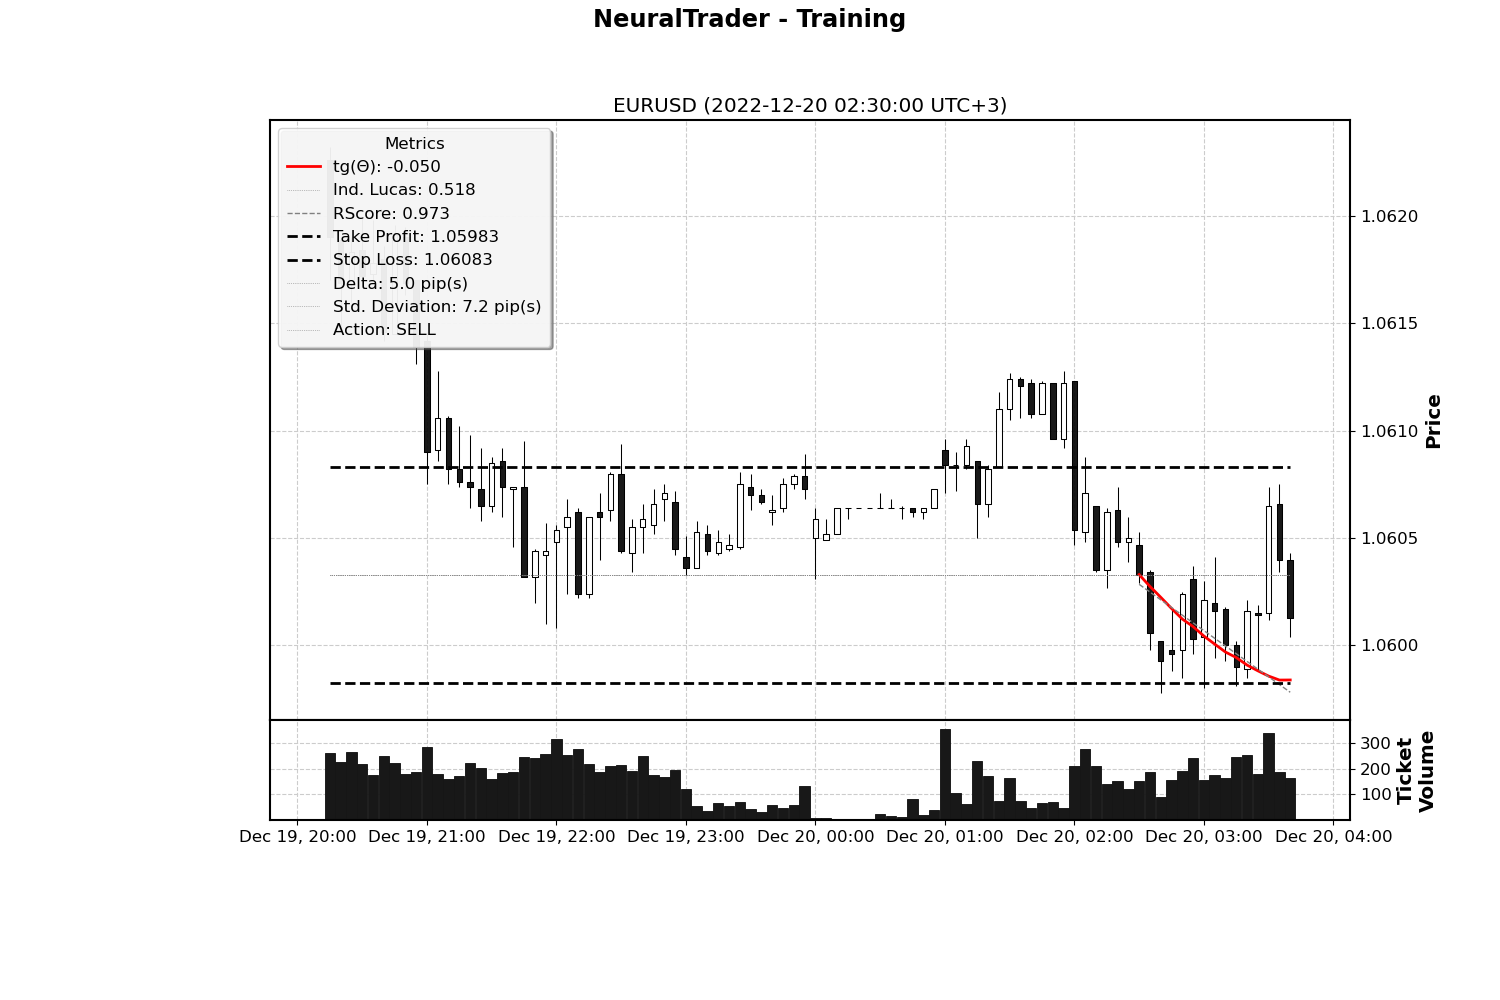 NeuralTrader - Training
EURUSD (2022-12-20 02:30:00 UTC+3)
Metrics
tg(Θ): -0.050
Ind. Lucas: 0.518
RScore: 0.973
Take Profit: 1.05983
Stop Loss: 1.06083
Delta: 5.0 pip(s)
Std. Deviation: 7.2 pip(s)
Action: SELL
1.0620
1.0615
1.0610
1.0605
1.0600
Price
300
200
100
Ticket
Volume
Dec 19, 20:00 Dec 19, 21:00 Dec 19, 22:00 Dec 19, 23:00 Dec 20, 00:00 Dec 20, 01:00 Dec 20, 02:00 Dec 20, 03:00 Dec 20, 04:00